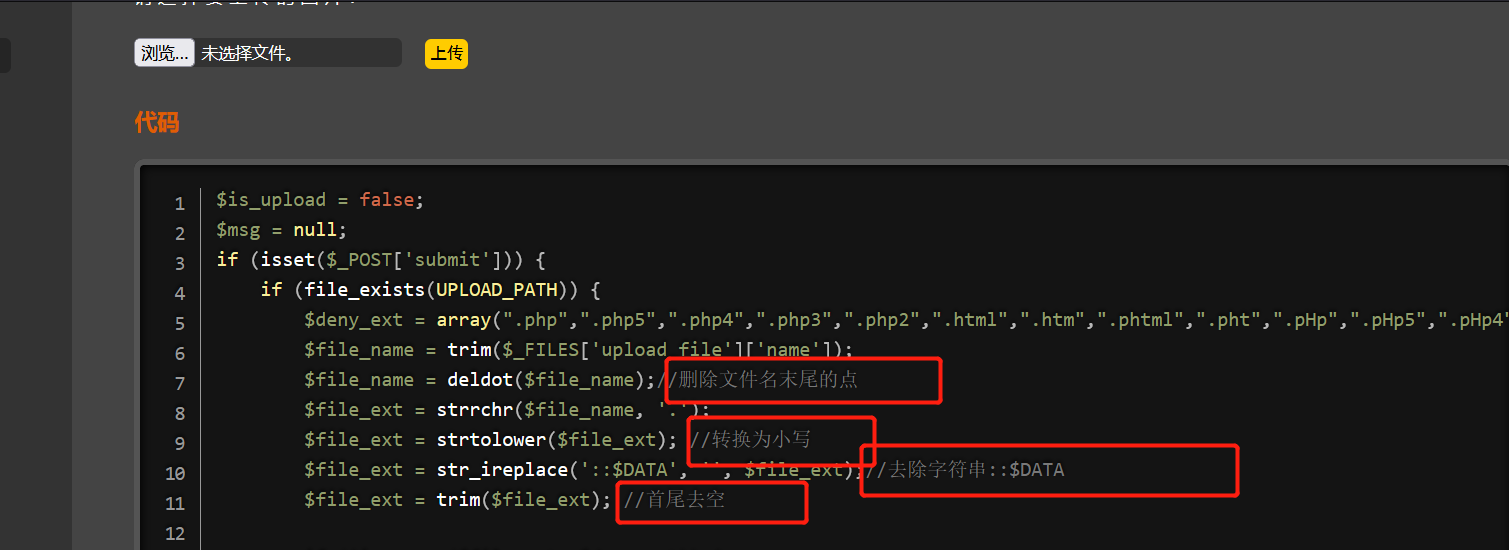 浏览... 未选择文件。 上传
代码
1 $is_upload = false;
2 $msg = null;
3 if (isset($_POST['submit'])) {
4 if (file_exists(UPLOAD_PATH)) {
5 $deny_ext = array(".php",".php5",".php4",".php3",".php2",".html",".htm",".phtml",".pht",".pHp",".pHp5",".pHp4"
6 $file_name = trim($_FILES['upload_file']['name']);
7 $file_name = deldot($file_name);//删除文件名末尾的点
8 $file_ext = strrchr($file_name, '.');
9 $file_ext = strtolower($file_ext); //转换为小写
10 $file_ext = str_ireplace('::$DATA', '', $file_ext);//去除字符串::$DATA
11 $file_ext = trim($file_ext); //首尾去空
12